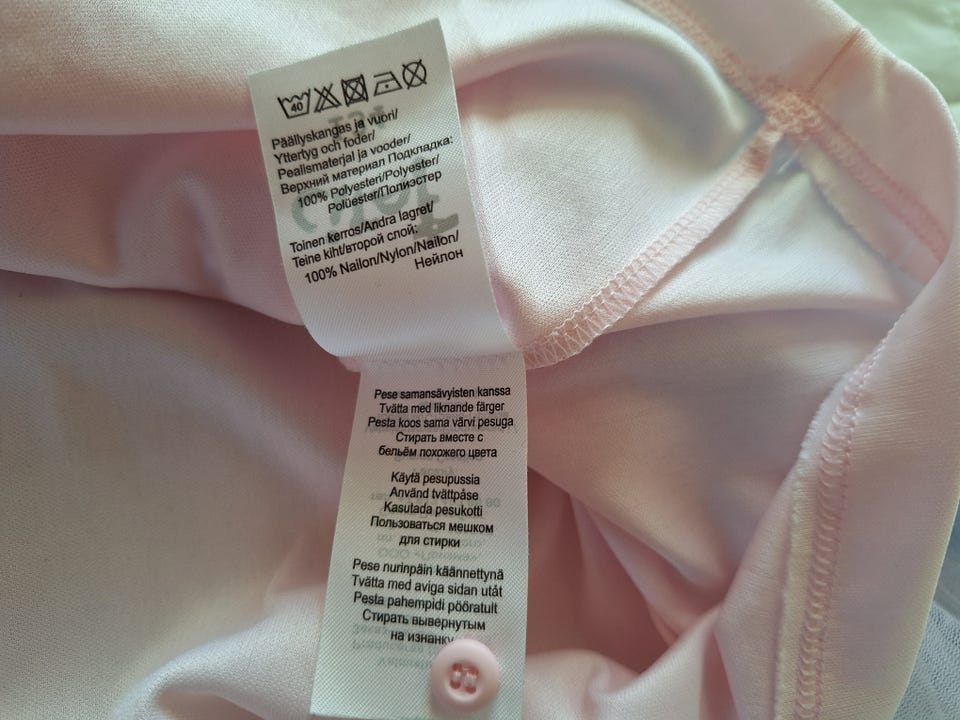 40
Päällyskangas ja vuori/
Yttertyg och foder/
Pealismaterjal ja vooder/
Верхний материал Подкладка:
100% Polyesteri/Polyester/
Polüester/Полиэстер
Toinen kerros/Andra lagret/
Teine kiht/второй слой:
100% Nailon/Nylon/Nailon/
Нейлон
Pese samansävyisten kanssa
Tvätta med liknande färger
Pesta koos sama värvi pesuga
Стирать вместе с
бельём похожего цвета
Käytä pesupussia
Använd tvättpåse
Kasutada pesukotti
Пользоваться мешком
для стирки
Pese nurinpäin käännettynä
Tvätta med aviga sidan utåt
Pesta pahempidi pööratult
Стирать вывернутым
на изнанку